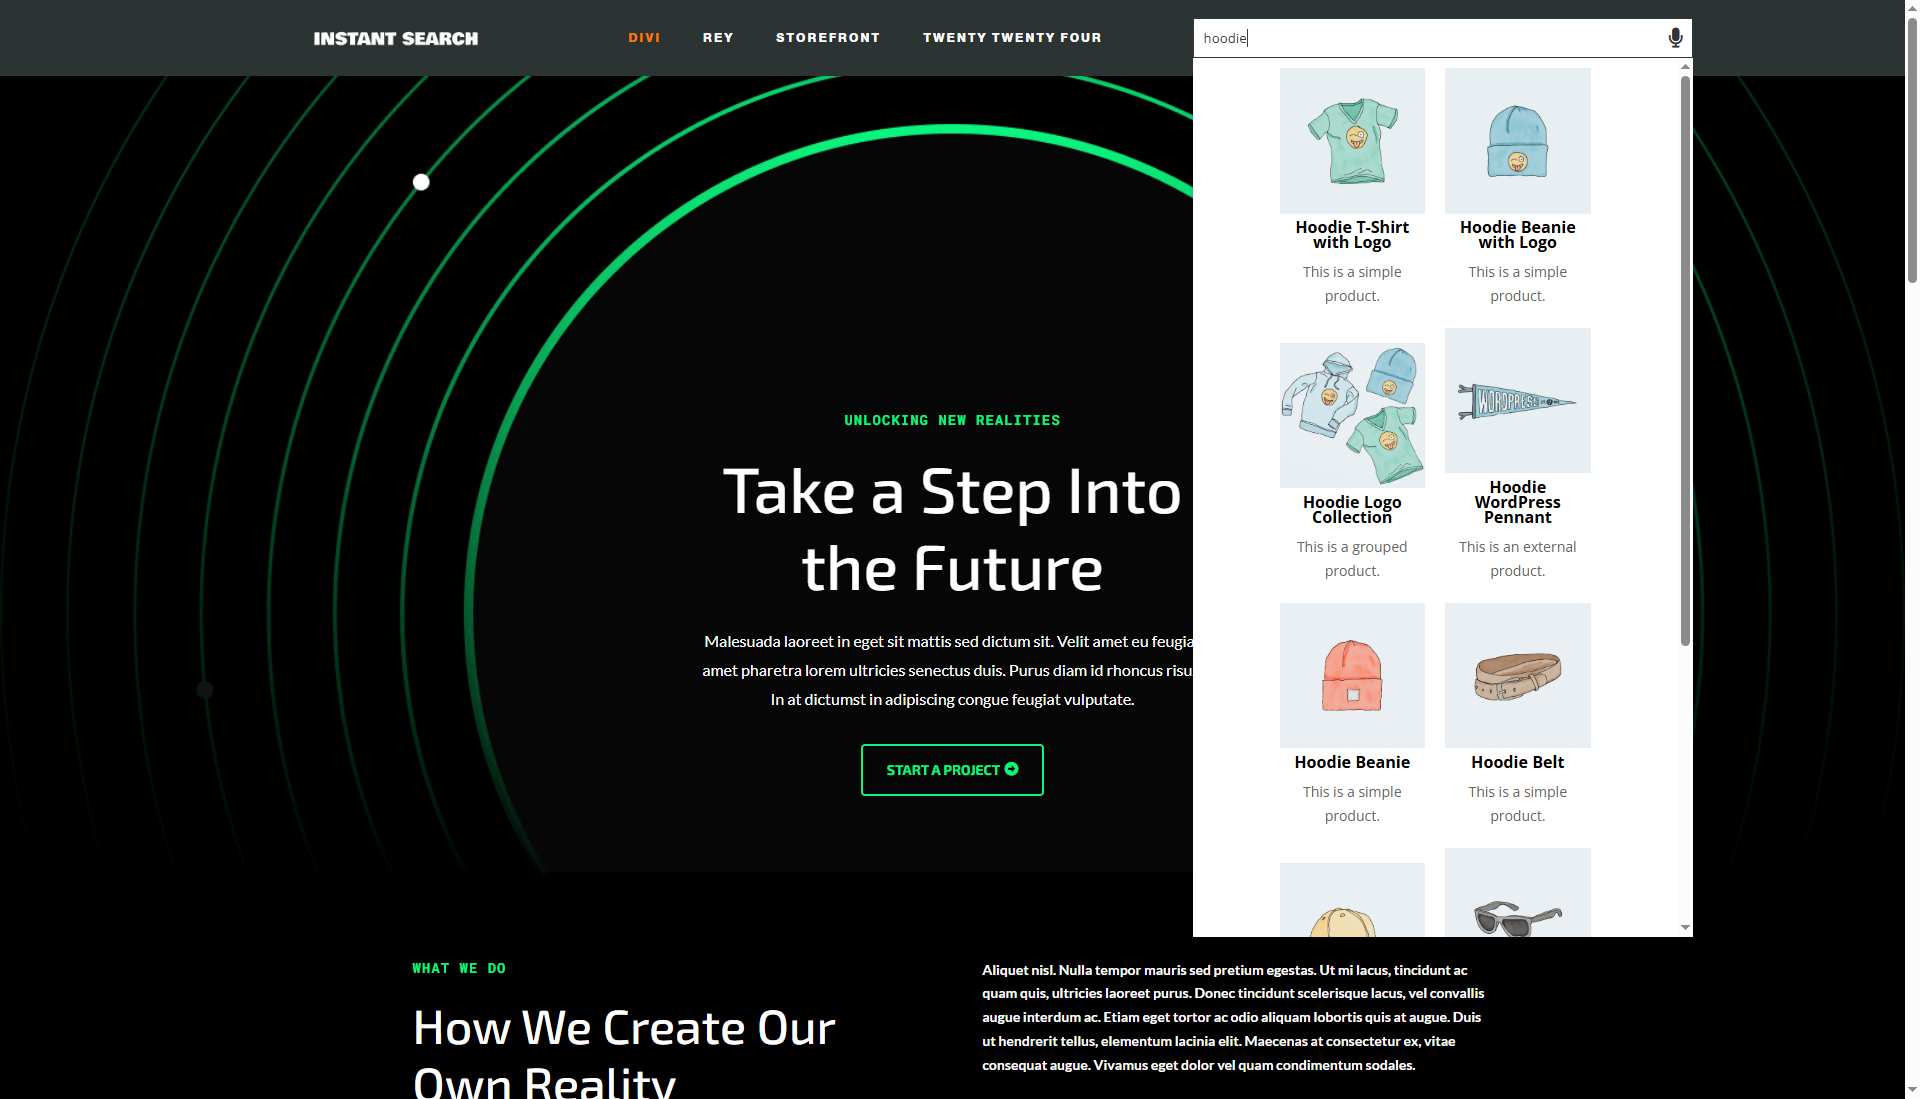 INSTANT SEARCH
DIVI
REY
STOREFRONT
TWENTY TWENTY FOUR
hoodie
UNLOCKING NEW REALITIES
Take a Step Into
the Future
Malesuada laoreet in eget sit mattis sed dictum sit. Velit amet eu feugia
amet pharetra lorem ultricies senectus duis. Purus diam id rhoncus risu
In at dictumst in adipiscing congue feugiat vulputate.
START A PROJECT
Hoodie T-Shirt
with Logo
This is a simple
product.
Hoodie Beanie
with Logo
This is a simple
product.
Hoodie Logo
Collection
This is a grouped
product.
WORDPRESS
Hoodie
WordPress
Pennant
This is an external
product.
Hoodie Beanie
This is a simple
product.
Hoodie Belt
This is a simple
product.
WHAT WE DO
How We Create Our
Own Reality
Aliquet nisl. Nulla tempor mauris sed pretium egestas. Ut mi lacus, tincidunt ac
quam quis, ultricies laoreet purus. Donec tincidunt scelerisque lacus, vel convallis
augue interdum ac. Etiam eget tortor ac odio aliquam lobortis quis at augue. Duis
ut hendrerit tellus, elementum lacinia elit. Maecenas at consectetur ex, vitae
consequat augue. Vivamus eget dolor vel quam condimentum sodales.